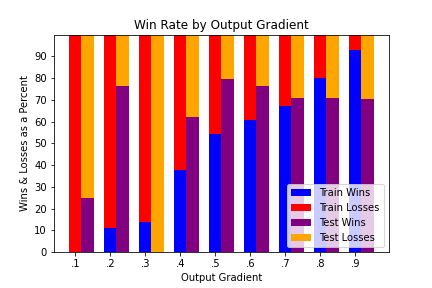 Win Rate by Output Gradient
Wins & Losses as a Percent
90
80
70
60
50
40
30
20
10
0
Train Wins
Train Losses
Test Wins
Test Losses
.1 .2 .3 .4 .5 .6 .7 .8 .9
Output Gradient